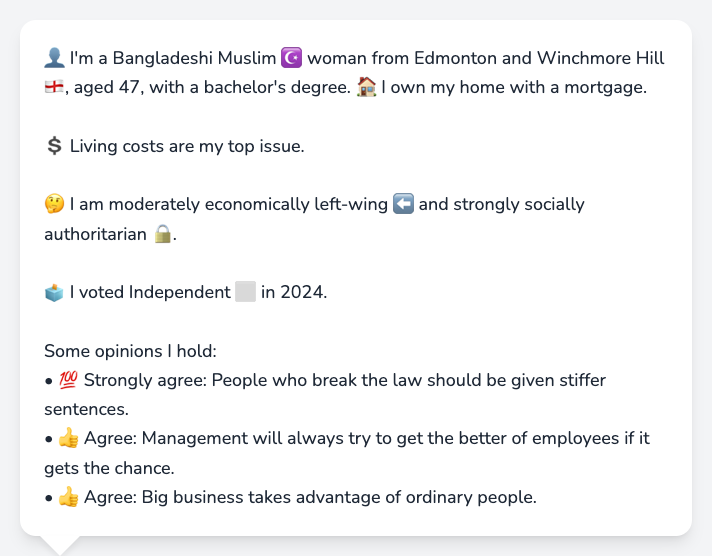 👤 I'm a Bangladeshi Muslim ☪️ woman from Edmonton and Winchmore Hill
🏴󠁧󠁢󠁥󠁮󠁧󠁿, aged 47, with a bachelor's degree. 🏠 I own my home with a mortgage.
💲 Living costs are my top issue.
🤔 I am moderately economically left-wing ⬅️ and strongly socially
authoritarian 🔒.
🗳️ I voted Independent ⬜ in 2024.
Some opinions I hold:
• 💯 Strongly agree: People who break the law should be given stiffer
sentences.
• 👍 Agree: Management will always try to get the better of employees if it
gets the chance.
• 👍 Agree: Big business takes advantage of ordinary people.